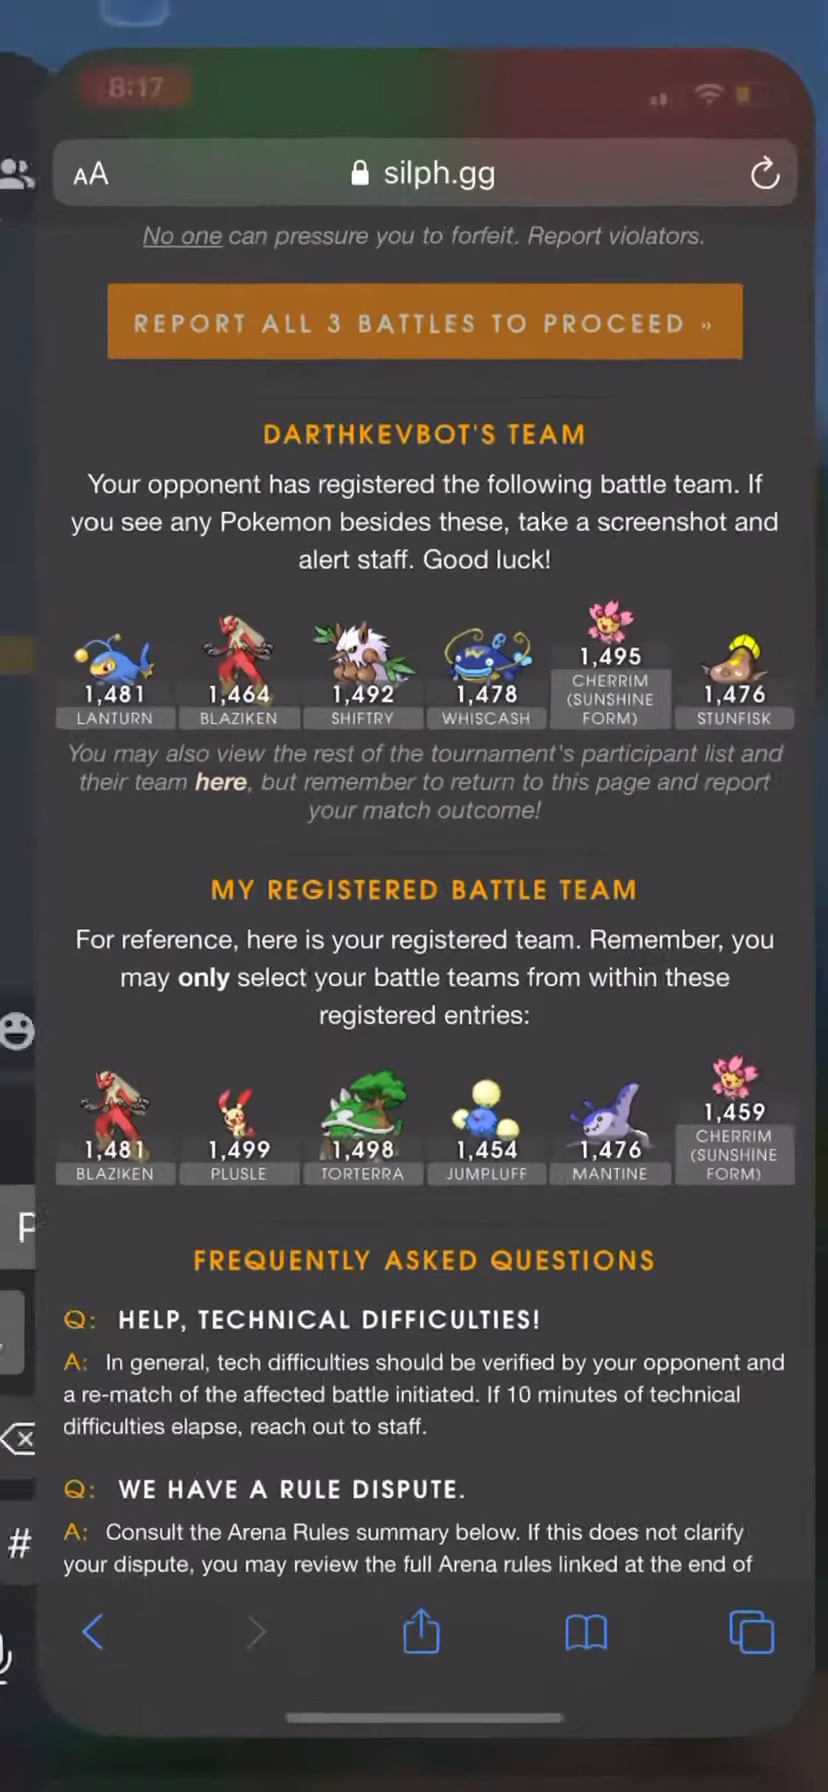 8:17
AA
silph.gg
No one can pressure you to forfeit. Report violators.
REPORT ALL 3 BATTLES TO PROCEED »
DARTHKEVBOT'S TEAM
Your opponent has registered the following battle team. If
you see any Pokemon besides these, take a screenshot and
alert staff. Good luck!
1,481
LANTURN
1,464
BLAZIKEN
1,492
SHIFTRY
1,478
WHISCASH
1,495
CHERRIM
(SUNSHINE
FORM)
1,476
STUNFISK
You may also view the rest of the tournament's participant list and
their team here, but remember to return to this page and report
your match outcome!
MY REGISTERED BATTLE TEAM
For reference, here is your registered team. Remember, you
may only select your battle teams from within these
registered entries:
1,481
BLAZIKEN
1,499
PLUSLE
1,498
TORTERRA
1,454
JUMPLUFF
1,476
MANTINE
1,459
CHERRIM
(SUNSHINE
FORM)
P
FREQUENTLY ASKED QUESTIONS
Q: HELP, TECHNICAL DIFFICULTIES!
A: In general, tech difficulties should be verified by your opponent and
a re-match of the affected battle initiated. If 10 minutes of technical
difficulties elapse, reach out to staff.
Q: WE HAVE A RULE DISPUTE.
#
A: Consult the Arena Rules summary below. If this does not clarify
your dispute, you may review the full Arena rules linked at the end of